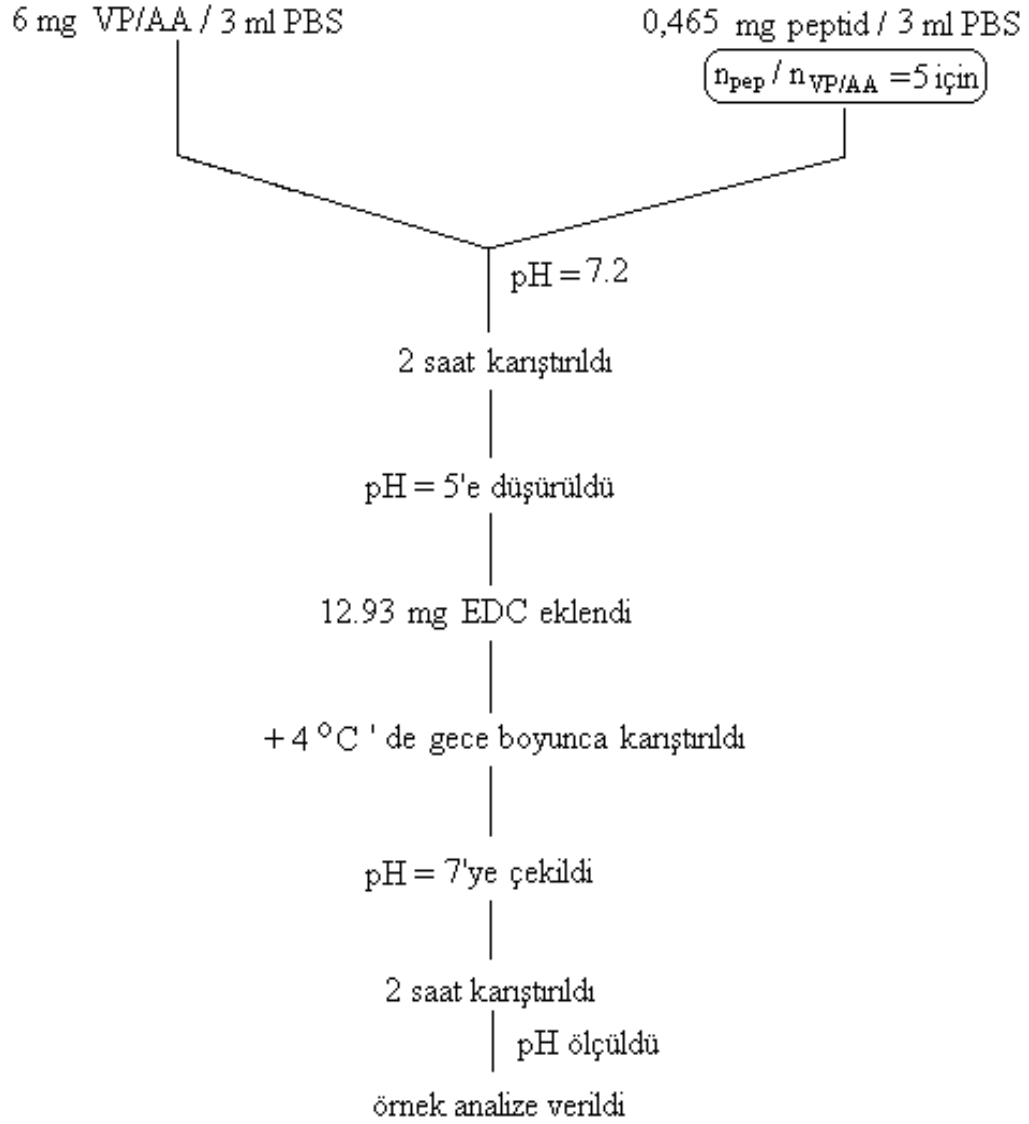 6 mg VP/AA / 3 ml PBS
0,465 mg peptid / 3 ml PBS
n_pep / n_VP/AA = 5 için
pH = 7.2
2 saat karıştırıldı
pH = 5'e düşürüldü
12.93 mg EDC eklendi
+ 4 °C ' de gece boyunca karıştırıldı
pH = 7'ye çekildi
2 saat karıştırıldı
pH ölçüldü
örnek analize verildi